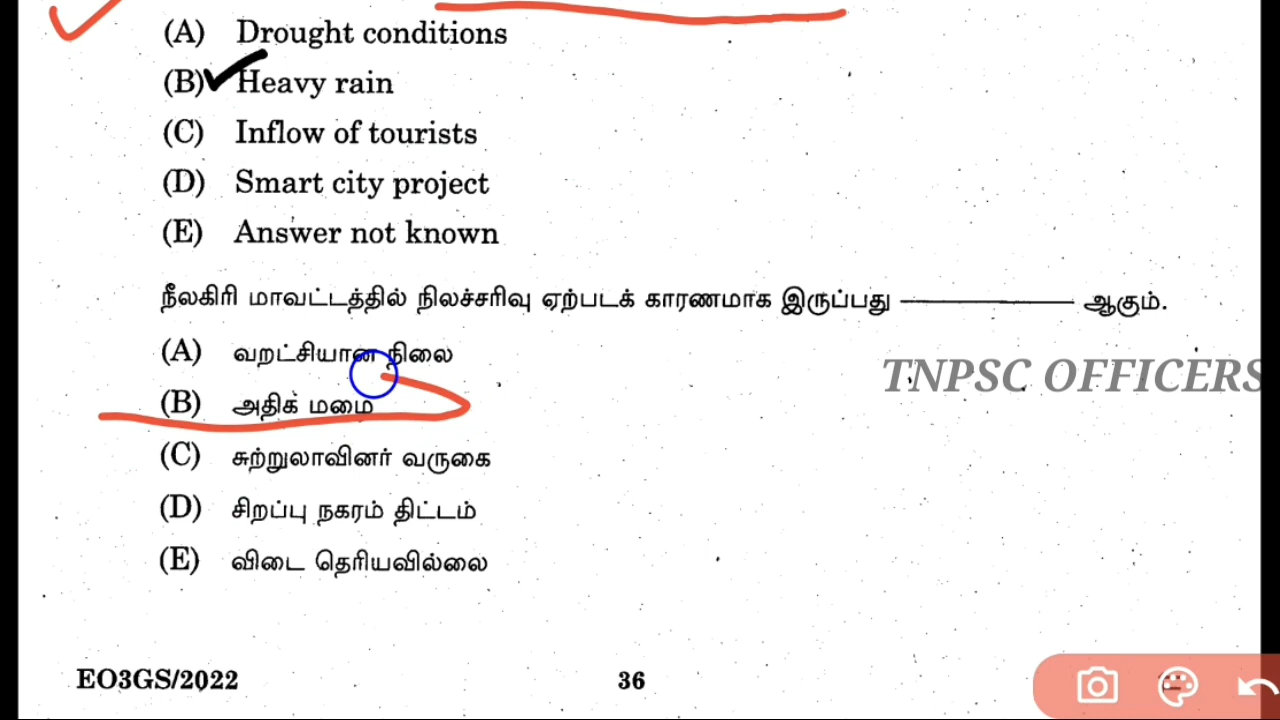 (A) Drought conditions
(B) Heavy rain
(C) Inflow of tourists
(D) Smart city project
(E) Answer not known
நீலகிரி மாவட்டத்தில் நிலச்சரிவு ஏற்படக் காரணமாக இருப்பது ————— ஆகும்.
(A) வறட்சியான நிலை
(B) அதிக் மழை
(C) சுற்றுலாவினர் வருகை
(D) சிறப்பு நகரம் திட்டம்
(E) விடை தெரியவில்லை
TNPSC OFFICERS
EO3GS/2022 36